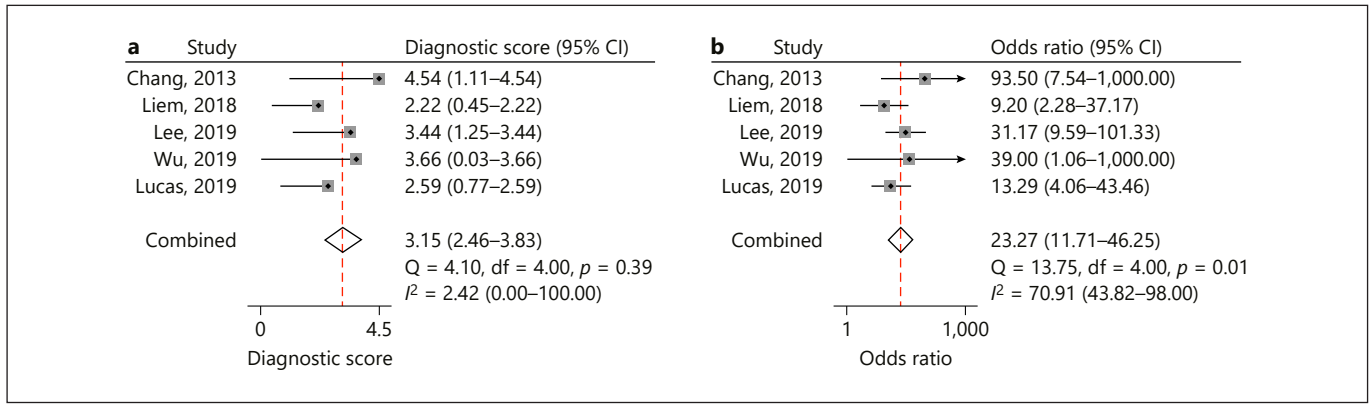 a Study Diagnostic score (95% CI)
Chang, 2013 4.54 (1.11–4.54)
Liem, 2018 2.22 (0.45–2.22)
Lee, 2019 3.44 (1.25–3.44)
Wu, 2019 3.66 (0.03–3.66)
Lucas, 2019 2.59 (0.77–2.59)
Combined 3.15 (2.46–3.83)
Q = 4.10, df = 4.00, p = 0.39
I² = 2.42 (0.00–100.00)
0 4.5
Diagnostic score
b Study Odds ratio (95% CI)
Chang, 2013 93.50 (7.54–1,000.00)
Liem, 2018 9.20 (2.28–37.17)
Lee, 2019 31.17 (9.59–101.33)
Wu, 2019 39.00 (1.06–1,000.00)
Lucas, 2019 13.29 (4.06–43.46)
Combined 23.27 (11.71–46.25)
Q = 13.75, df = 4.00, p = 0.01
I² = 70.91 (43.82–98.00)
1 1,000
Odds ratio